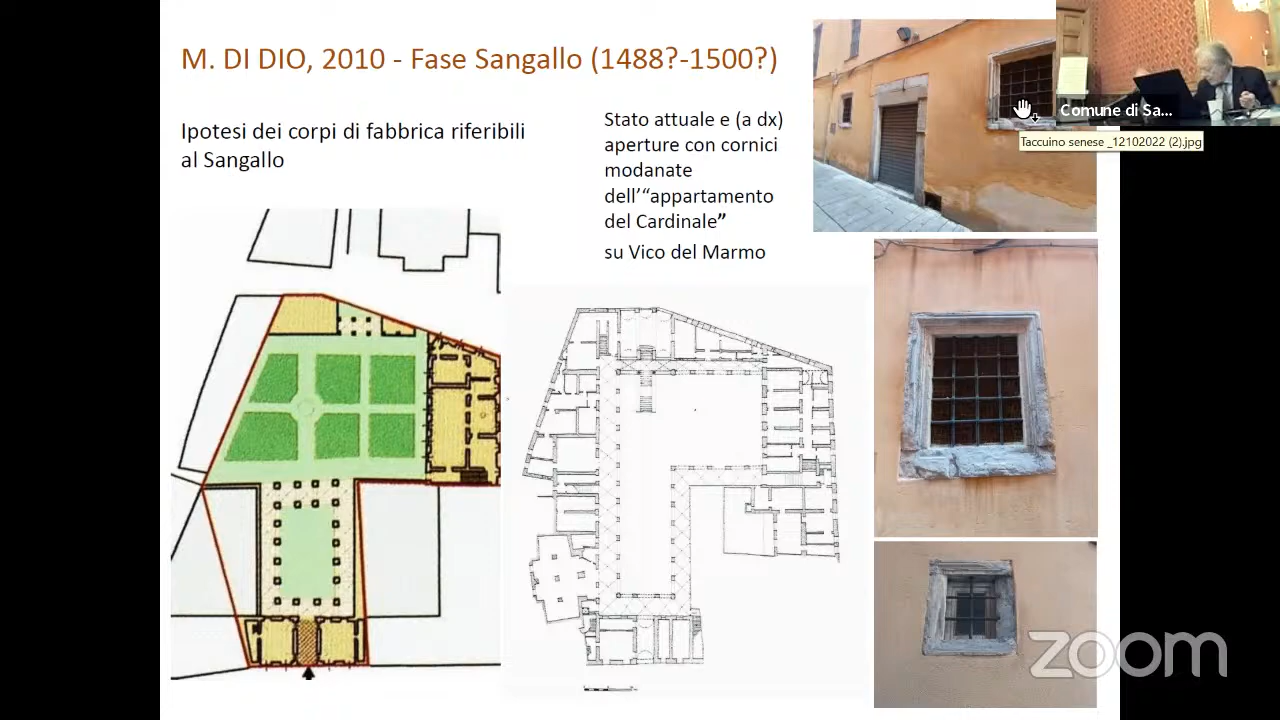 M. DI DIO, 2010 - Fase Sangallo (1488?-1500?)
Ipotesi dei corpi di fabbrica riferibili
al Sangallo
Stato attuale e (a dx)
aperture con cornici
modanate
dell’“appartamento
del Cardinale”
su Vico del Marmo
Comune di Sa...
Taccuino senese _12102022 (2).jpg
zoom